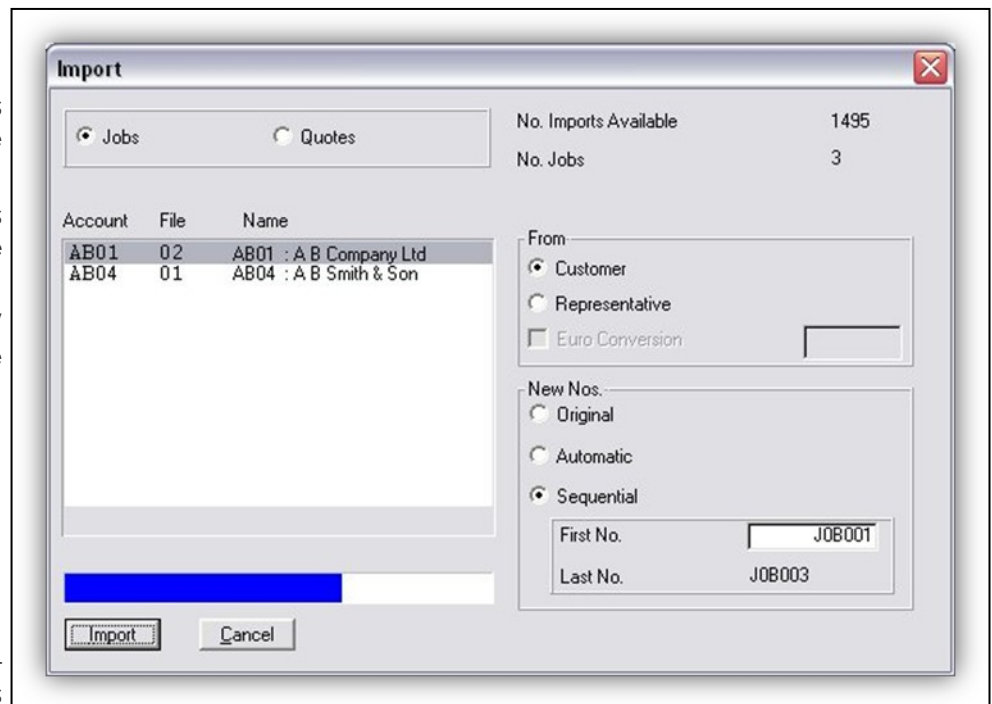 Import
Jobs Quotes
No. Imports Available 1495
No. Jobs 3
Account File Name
AB01 02 AB01 : A B Company Ltd
AB04 01 AB04 : A B Smith & Son
From
Customer
Representative
Euro Conversion
New Nos.
Original
Automatic
Sequential
First No. J0B001
Last No. J0B003
Import Cancel